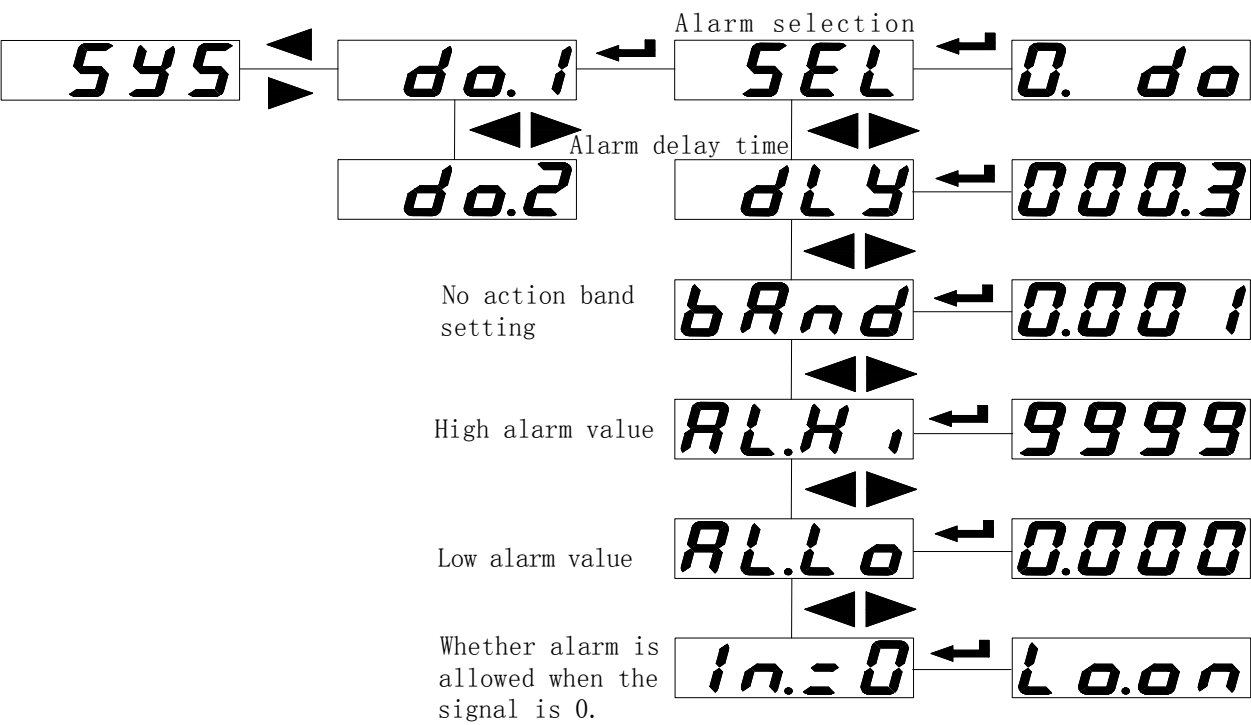 Alarm selection
SYS
do.1
SEL
0. do
Alarm delay time
do.2
dLY
000.3
No action band
setting
bAnd
0.001
High alarm value
AL.Hi
9999
Low alarm value
AL.Lo
0.000
Whether alarm is
allowed when the
signal is 0.
In.=0
Lo.on